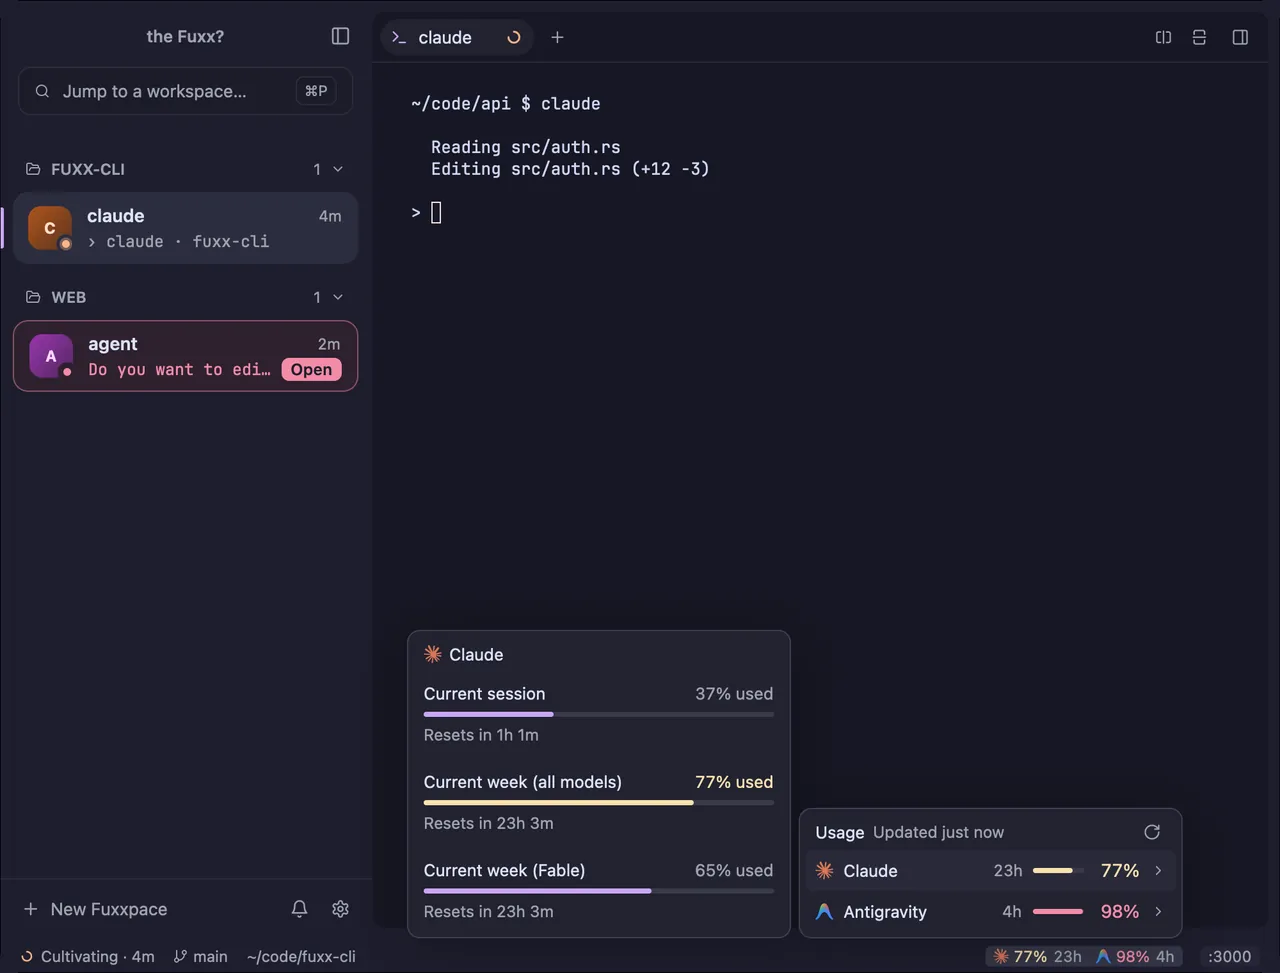 the Fuxx?
Jump to a workspace... ⌘P
FUXX-CLI 1
C claude 4m
› claude · fuxx-cli
WEB 1
A agent 2m
Do you want to edi… Open
New Fuxxpace
Cultivating · 4m main ~/code/fuxx-cli
claude
~/code/api $ claude
Reading src/auth.rs
Editing src/auth.rs (+12 -3)
>
Claude
Current session 37% used
Resets in 1h 1m
Current week (all models) 77% used
Resets in 23h 3m
Current week (Fable) 65% used
Resets in 23h 3m
Usage Updated just now
Claude 23h 77%
Antigravity 4h 98%
77% 23h 98% 4h :3000